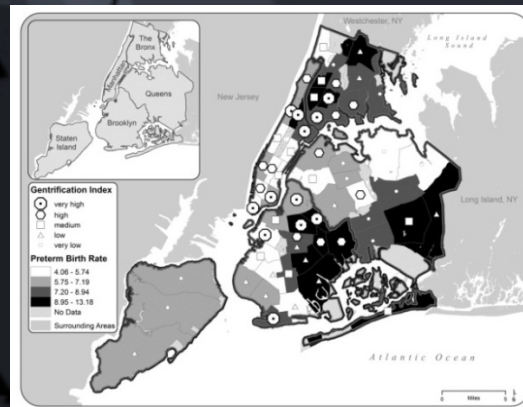 Westchester, NY
Long Island
Sound
The Bronx
Manhattan
Queens
Brooklyn
Staten
Island
New Jersey
Long Island, NY
Gentrification Index
very high
high
medium
low
very low
Preterm Birth Rate
4.06 - 5.74
5.75 - 7.19
7.20 - 8.94
8.95 - 13.18
No Data
Surrounding Areas
Atlantic Ocean
0
Miles
5